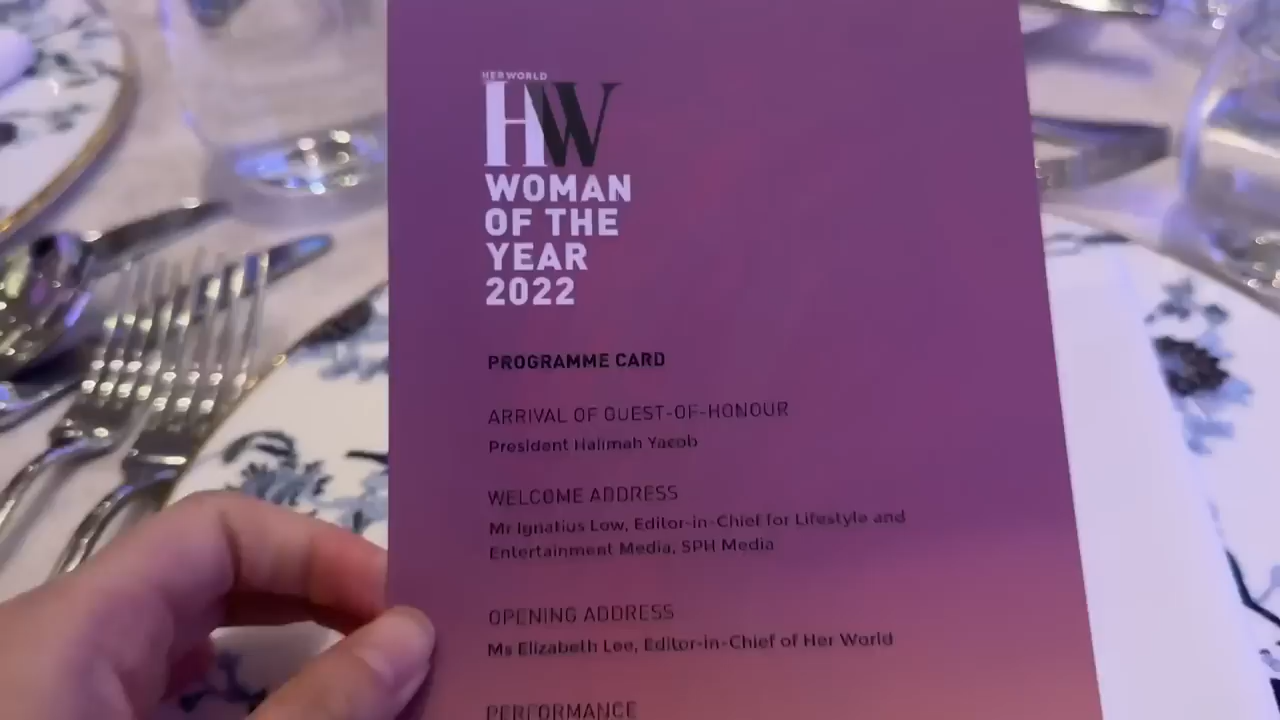 HER WORLD
HW
WOMAN
OF THE
YEAR
2022
PROGRAMME CARD
ARRIVAL OF GUEST-OF-HONOUR
President Halimah Yacob
WELCOME ADDRESS
Mr Ignatius Low, Editor-in-Chief for Lifestyle and
Entertainment Media, SPH Media
OPENING ADDRESS
Ms Elizabeth Lee, Editor-in-Chief of Her World
PERFORMANCE